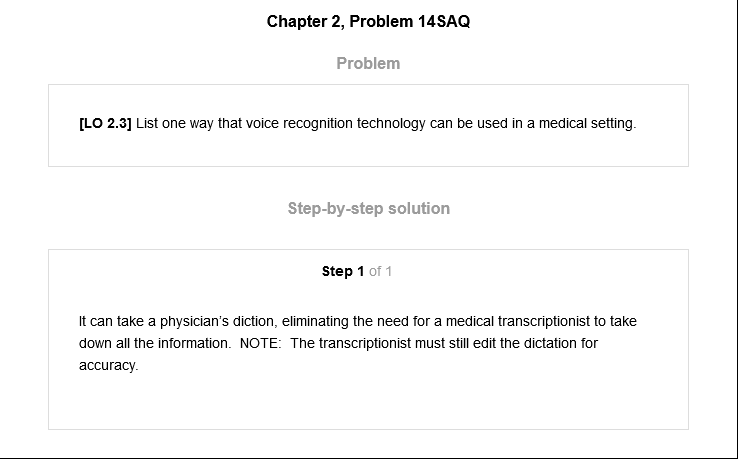 Chapter 2, Problem 14SAQ
Problem
[LO 2.3] List one way that voice recognition technology can be used in a medical setting.
Step-by-step solution
Step 1 of 1
It can take a physician's diction, eliminating the need for a medical transcriptionist to take
down all the information.  NOTE:  The transcriptionist must still edit the dictation for
accuracy.